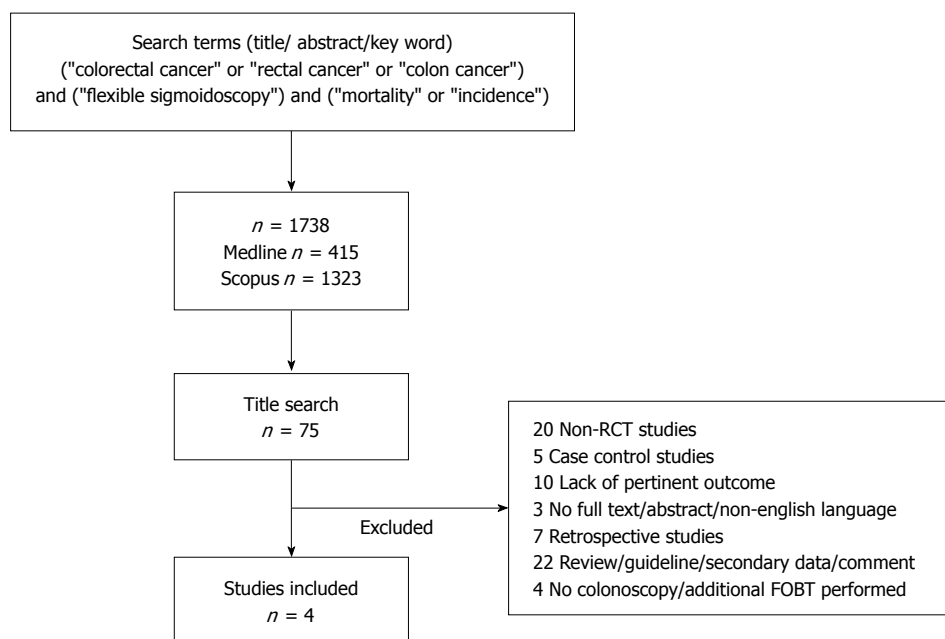 Search terms (title/ abstract/key word)
("colorectal cancer" or "rectal cancer" or "colon cancer")
and ("flexible sigmoidoscopy") and ("mortality" or "incidence")
n = 1738
Medline n = 415
Scopus n = 1323
Title search
n = 75
Excluded
20 Non-RCT studies
5 Case control studies
10 Lack of pertinent outcome
3 No full text/abstract/non-english language
7 Retrospective studies
22 Review/guideline/secondary data/comment
4 No colonoscopy/additional FOBT performed
Studies included
n = 4